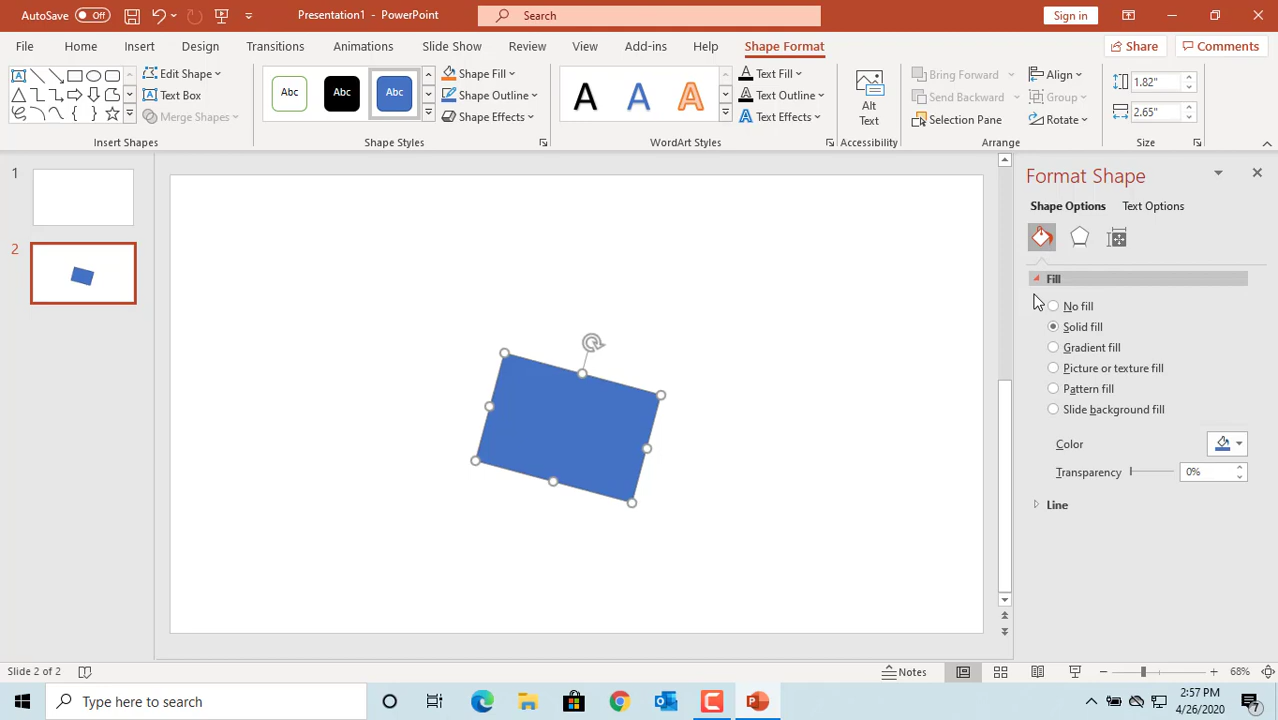 AutoSave Off Presentation1 - PowerPoint Search Sign in
File Home Insert Design Transitions Animations Slide Show Review View Add-ins Help Shape Format Share Comments
Edit Shape
Text Box
Merge Shapes
Insert Shapes
Abc Abc Abc
Shape Fill
Shape Outline
Shape Effects
Shape Styles
A A A
Text Fill
Text Outline
Text Effects
WordArt Styles
Alt
Text
Accessibility
Bring Forward
Send Backward
Selection Pane
Align
Group
Rotate
Arrange
1.82"
2.65"
Size
1
2
Format Shape
Shape Options Text Options
Fill
No fill
Solid fill
Gradient fill
Picture or texture fill
Pattern fill
Slide background fill
Color
Transparency 0%
Line
Slide 2 of 2 Notes 68%
Type here to search
2:57 PM
4/26/2020
7